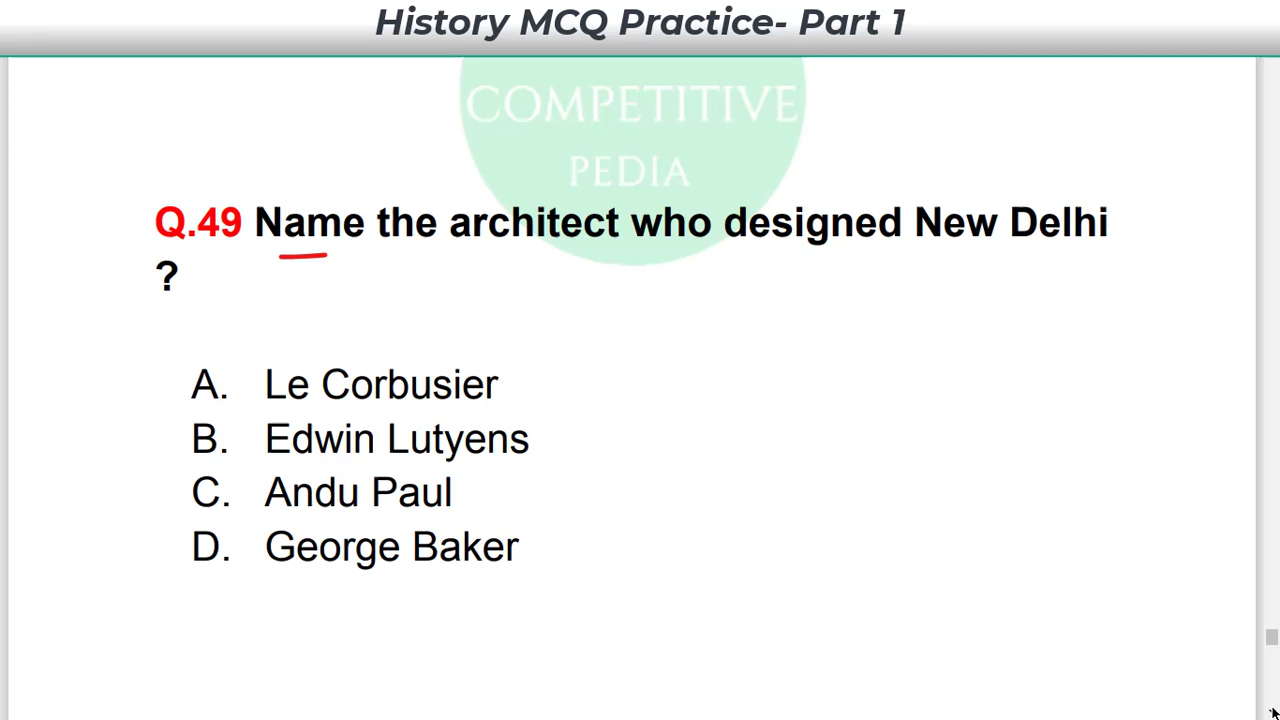 History MCQ Practice- Part 1
COMPETITIVE
PEDIA
Q.49 Name the architect who designed New Delhi
?
A. Le Corbusier
B. Edwin Lutyens
C. Andu Paul
D. George Baker